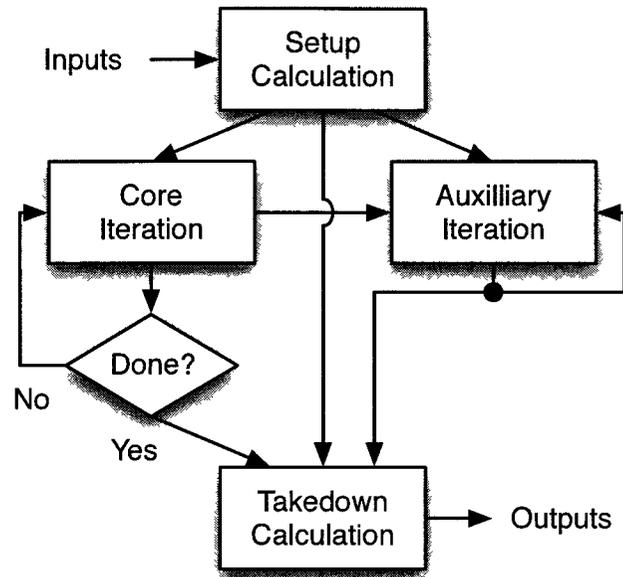 Inputs
Setup
Calculation
Core
Iteration
Auxilliary
Iteration
Done?
No
Yes
Takedown
Calculation
Outputs